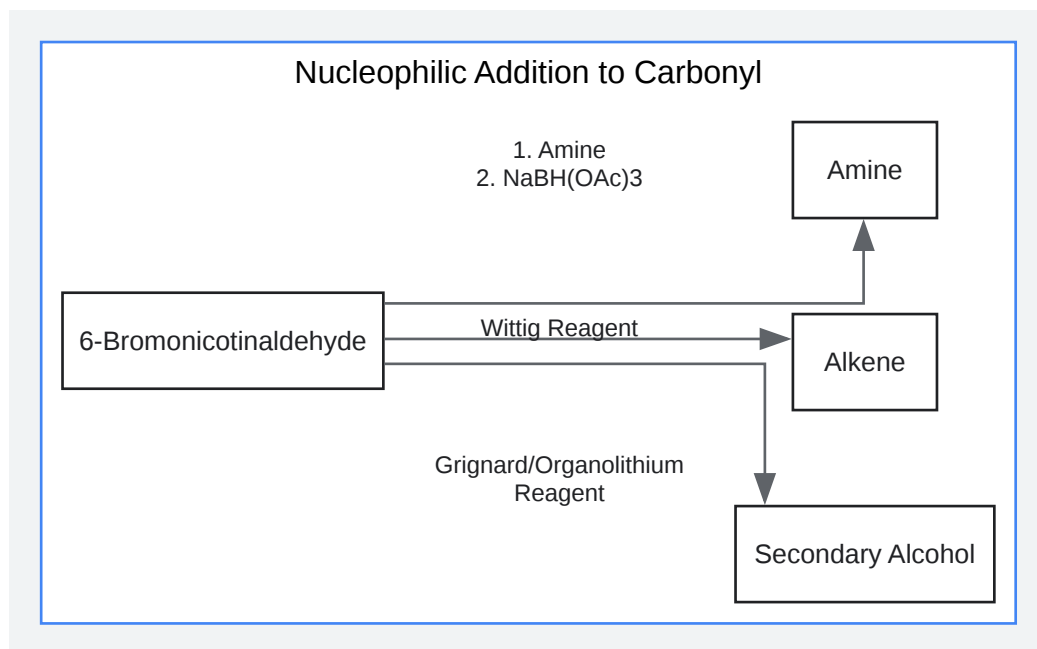 Nucleophilic Addition to Carbonyl
1. Amine
2. NaBH(OAc)3
Amine
6-Bromonicotinaldehyde
Wittig Reagent
Alkene
Grignard/Organolithium
Reagent
Secondary Alcohol